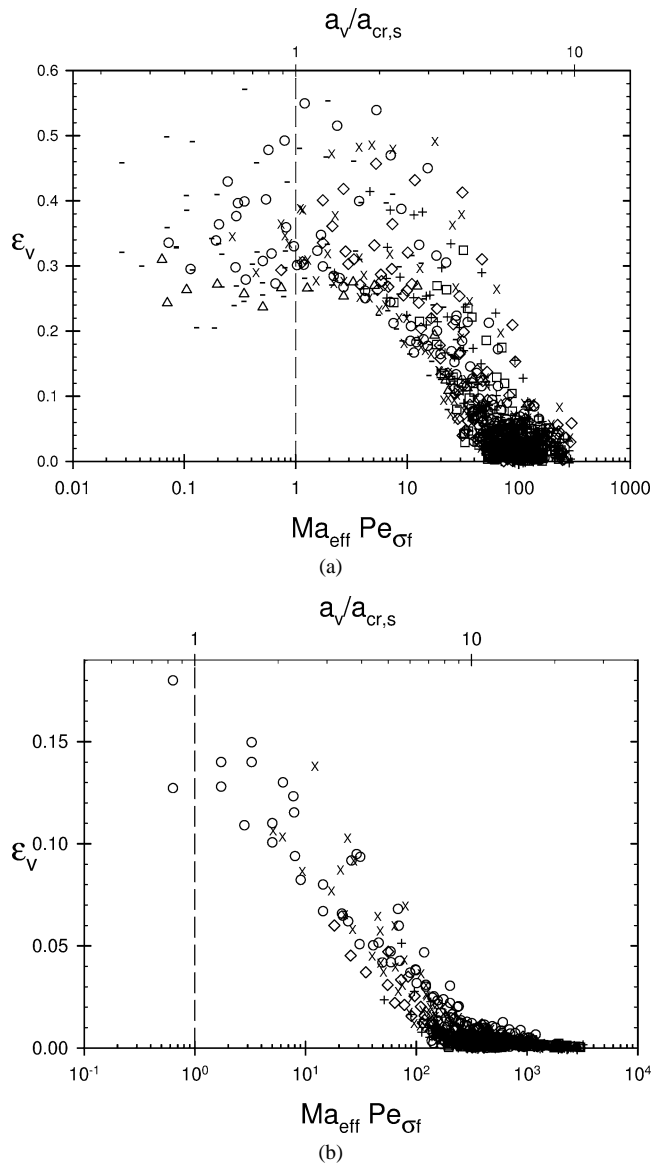 a_v/a_cr,s
1 10
0.6
0.5
0.4
ε_v
0.3
0.2
0.1
0.0
0.01 0.1 1 10 100 1000
Ma_eff Pe_σf
(a)
a_v/a_cr,s
1 10
0.15
0.10
ε_v
0.05
0.00
10^-1 10^0 10^1 10^2 10^3 10^4
Ma_eff Pe_σf
(b)